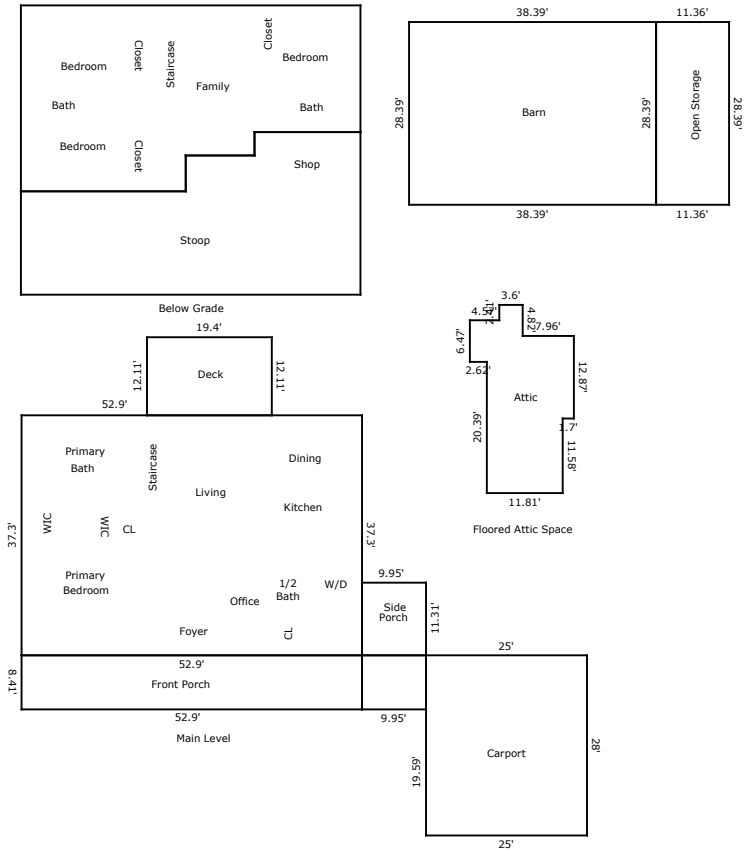 38.39'
11.36'
Closet
Closet
Staircase
Bedroom
Bedroom
Family
Bath
Bath
Bedroom
Closet
Shop
Stoop
Below Grade
28.39'
Barn
28.39'
Open Storage
28.39'
38.39'
11.36'
3.6'
4.82'
7.96'
6.47'
2.62'
12.87'
Attic
20.39'
1.7'
11.58'
11.81'
Floored Attic Space
19.4'
12.11'
Deck
12.11'
52.9'
Primary
Bath
Staircase
Living
Dining
Kitchen
WIC
WIC
CL
37.3'
37.3'
Primary
Bedroom
Office
1/2
Bath
W/D
Foyer
CL
9.95'
Side
Porch
11.31'
52.9'
25'
8.41'
Front Porch
52.9'
9.95'
Main Level
19.59'
Carport
28'
25'